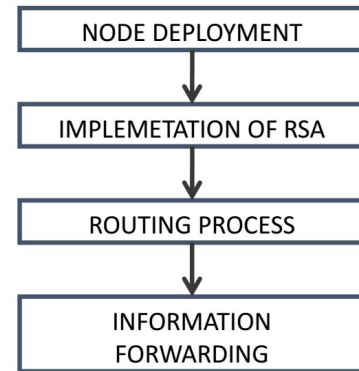 NODE DEPLOYMENT
IMPLEMETATION OF RSA
ROUTING PROCESS
INFORMATION
FORWARDING